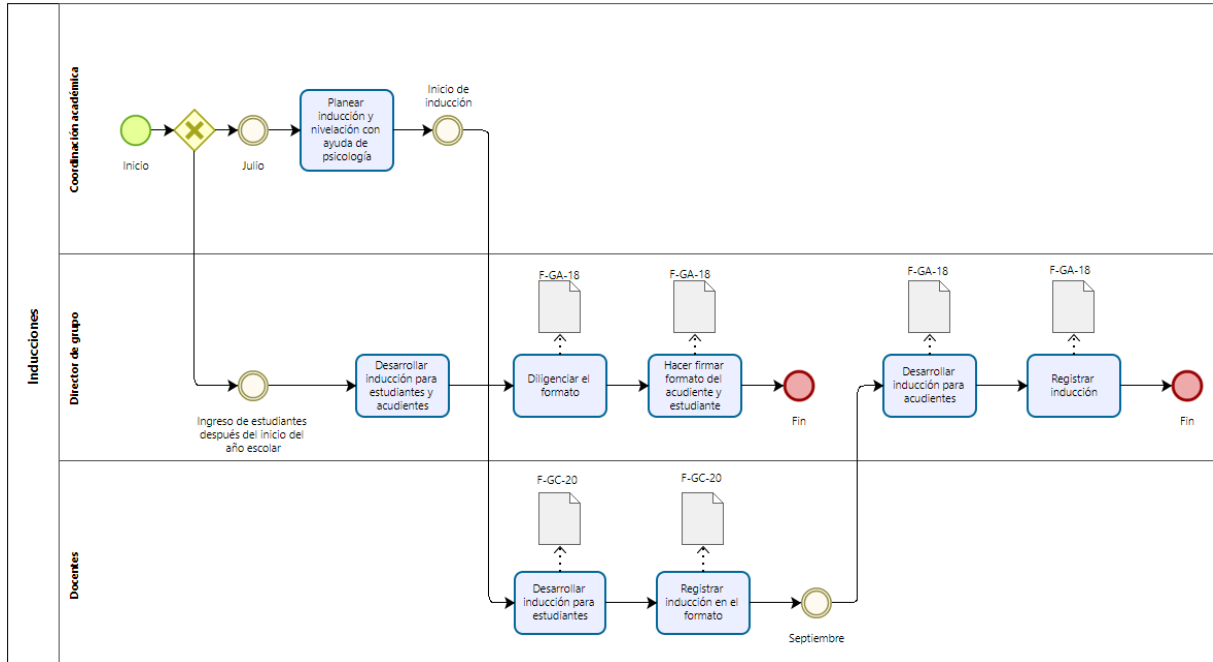 Inducciones
Coordinación académica
Inicio
Julio
Planear
inducción y
nivelación con
ayuda de
psicología
Inicio de
inducción
Director de grupo
Ingreso de estudiantes
después del inicio del
año escolar
Desarrollar
inducción para
estudiantes y
acudientes
F-GA-18
Diligenciar el
formato
F-GA-18
Hacer firmar
formato del
acudiente y
estudiante
Fin
F-GA-18
Desarrollar
inducción para
acudientes
F-GA-18
Registrar
inducción
Fin
Docentes
F-GC-20
Desarrollar
inducción para
estudiantes
F-GC-20
Registrar
inducción en el
formato
Septiembre